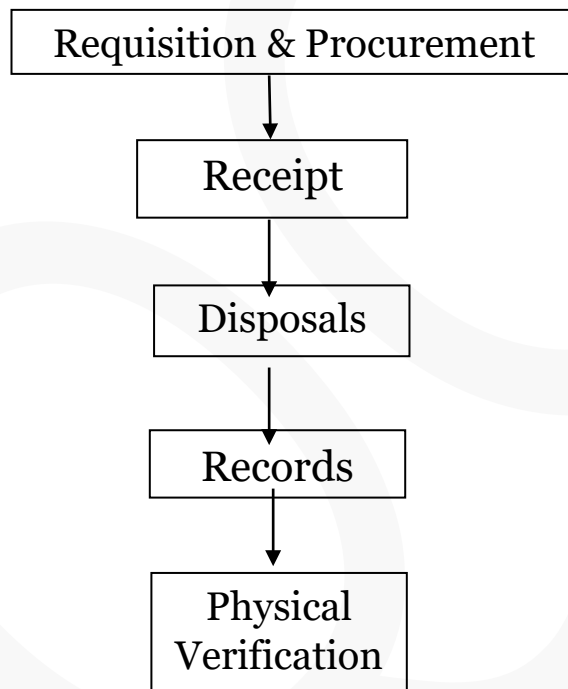 Requisition & Procurement
Receipt
Disposals
Records
Physical
Verification